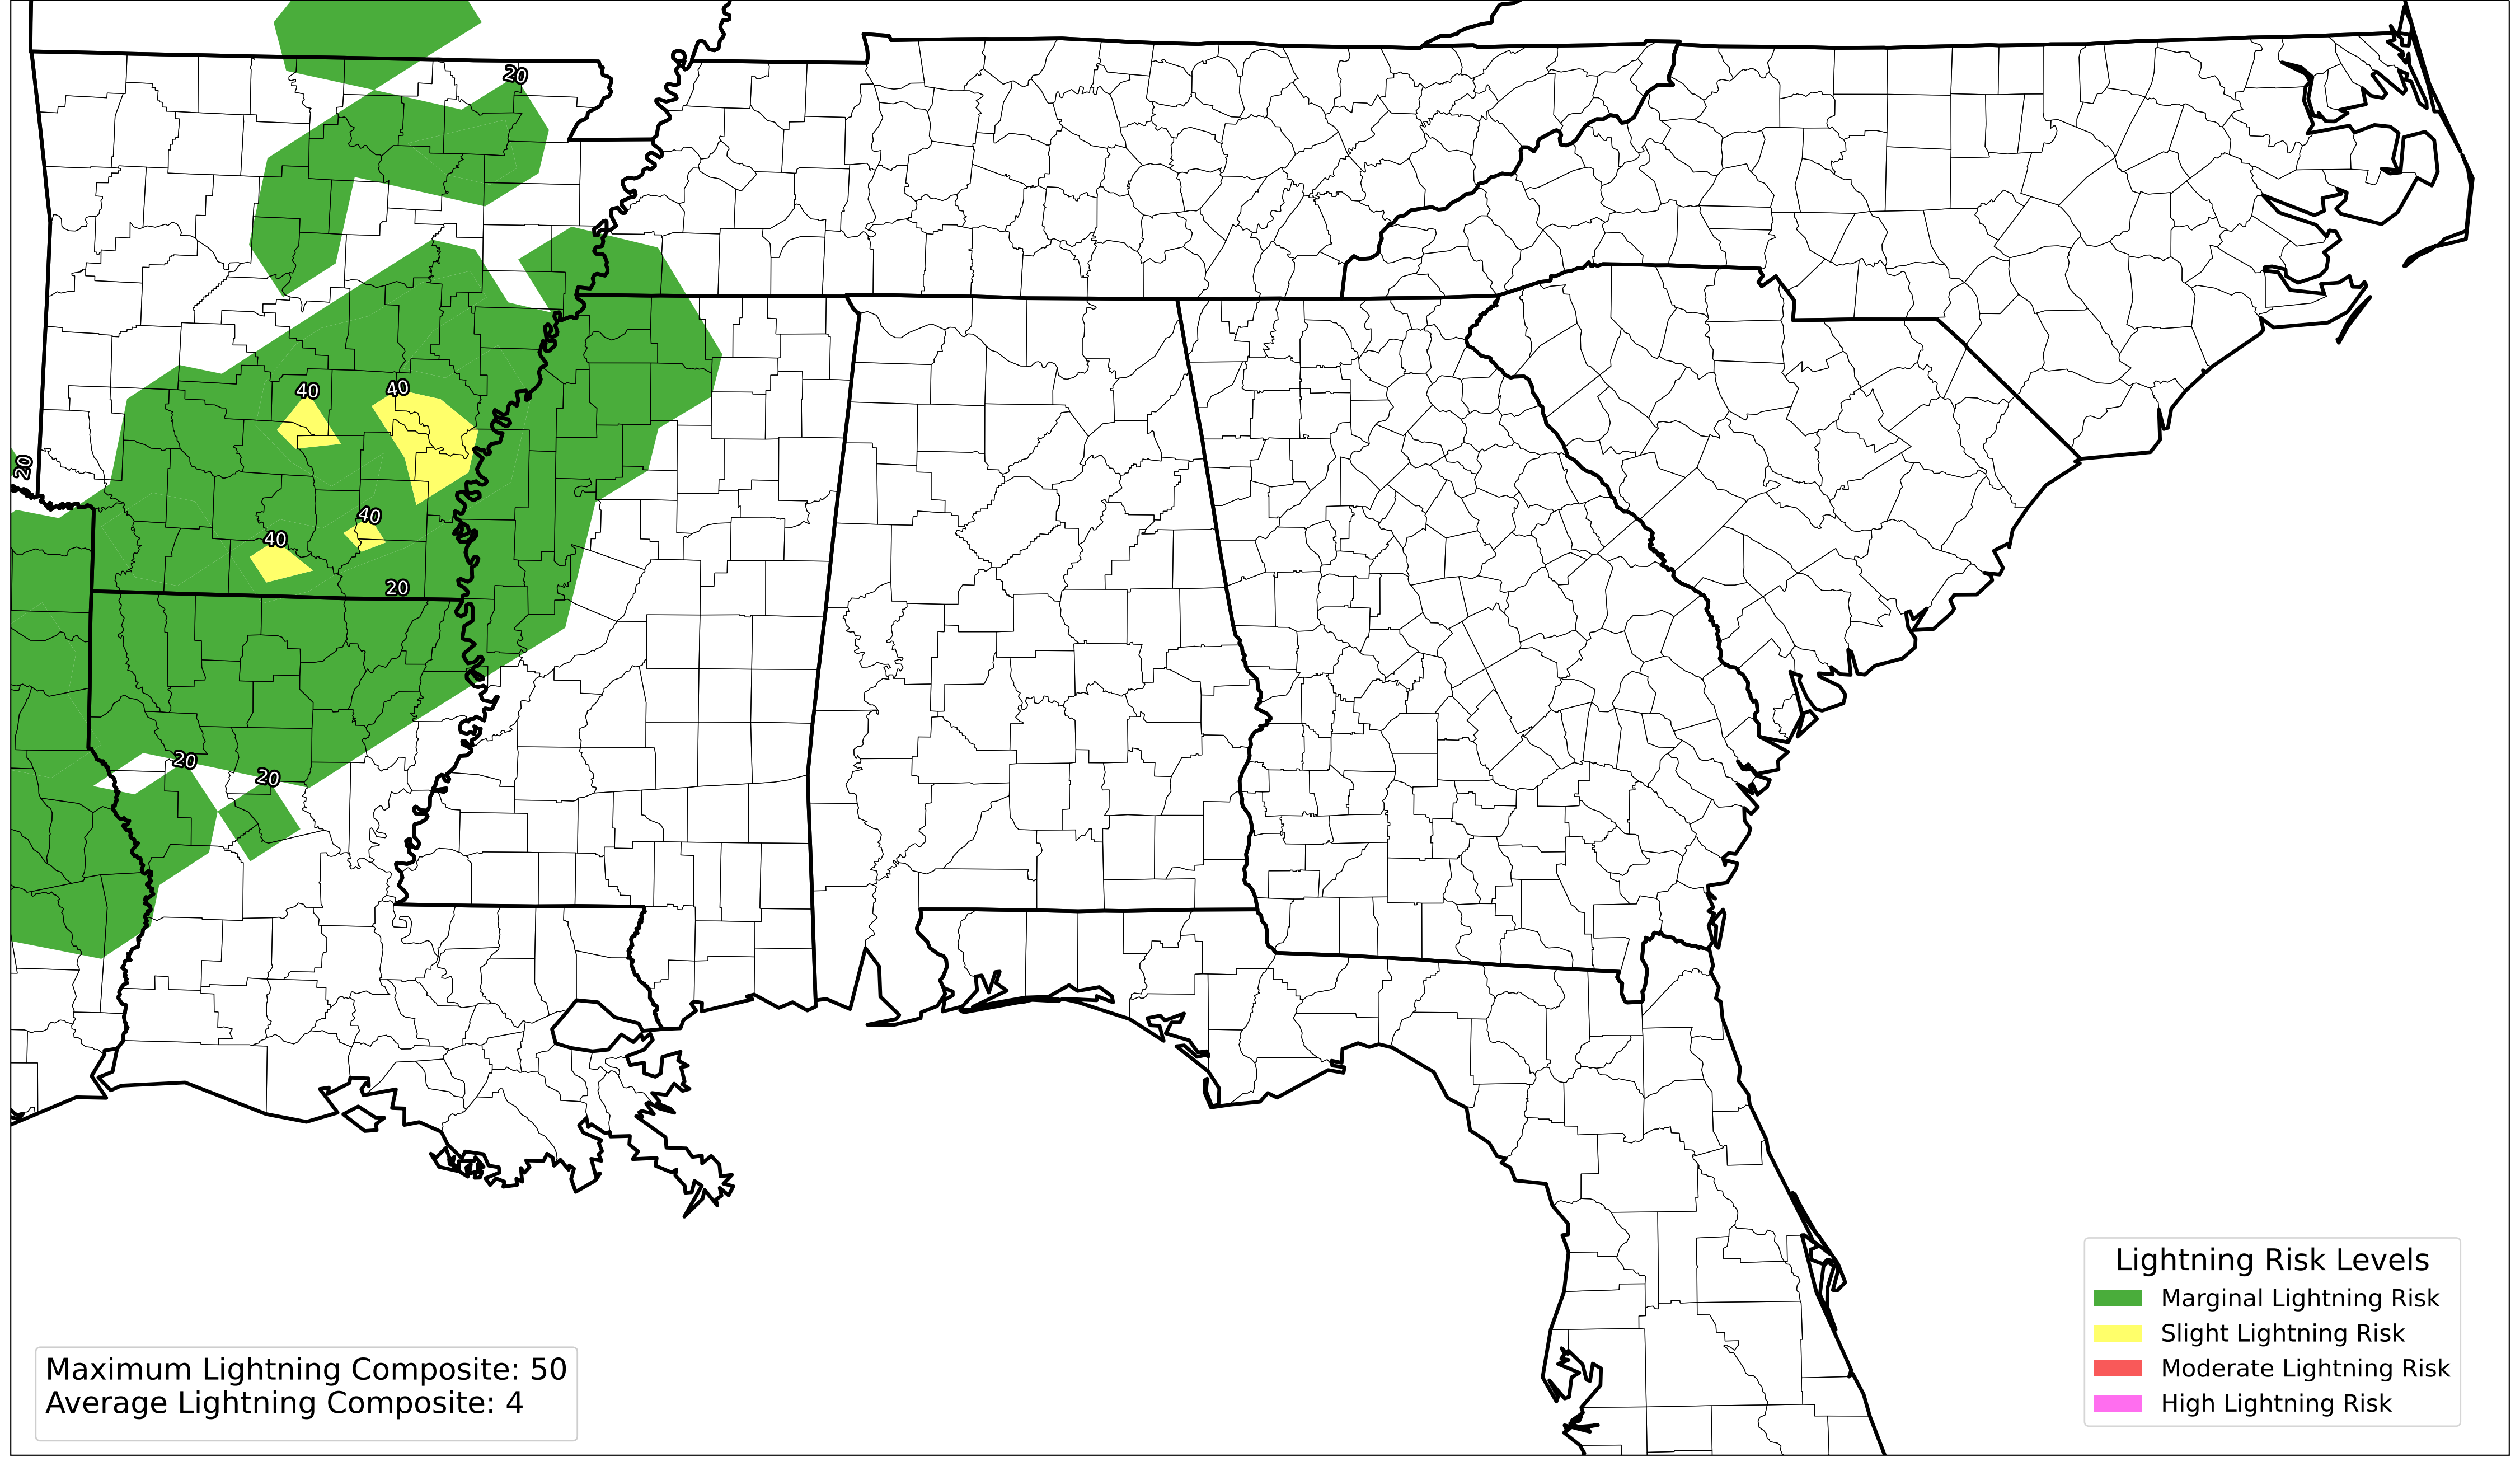 20
40
40
20
40
40
20
20
20
Lightning Risk Levels
Marginal Lightning Risk
Slight Lightning Risk
Moderate Lightning Risk
High Lightning Risk
Maximum Lightning Composite: 50
Average Lightning Composite: 4